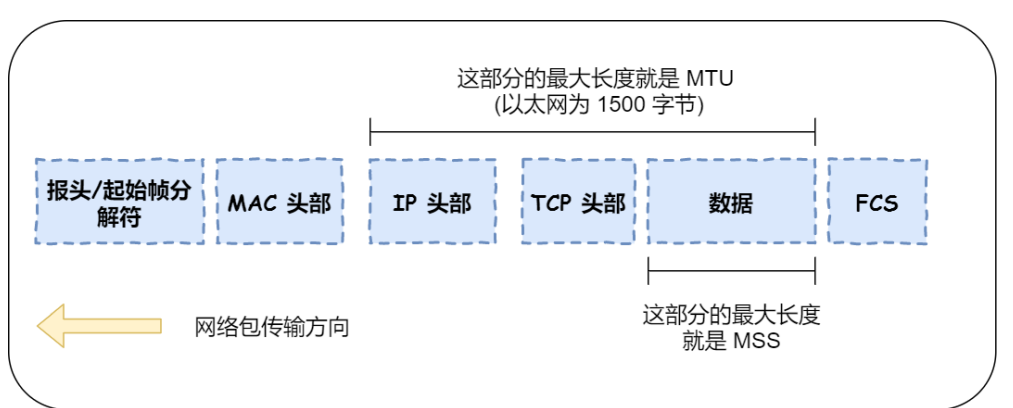 这部分的最大长度就是 MTU
(以太网为 1500 字节)
报头/起始帧分
解符
MAC 头部
IP 头部
TCP 头部
数据
FCS
这部分的最大长度
就是 MSS
网络包传输方向